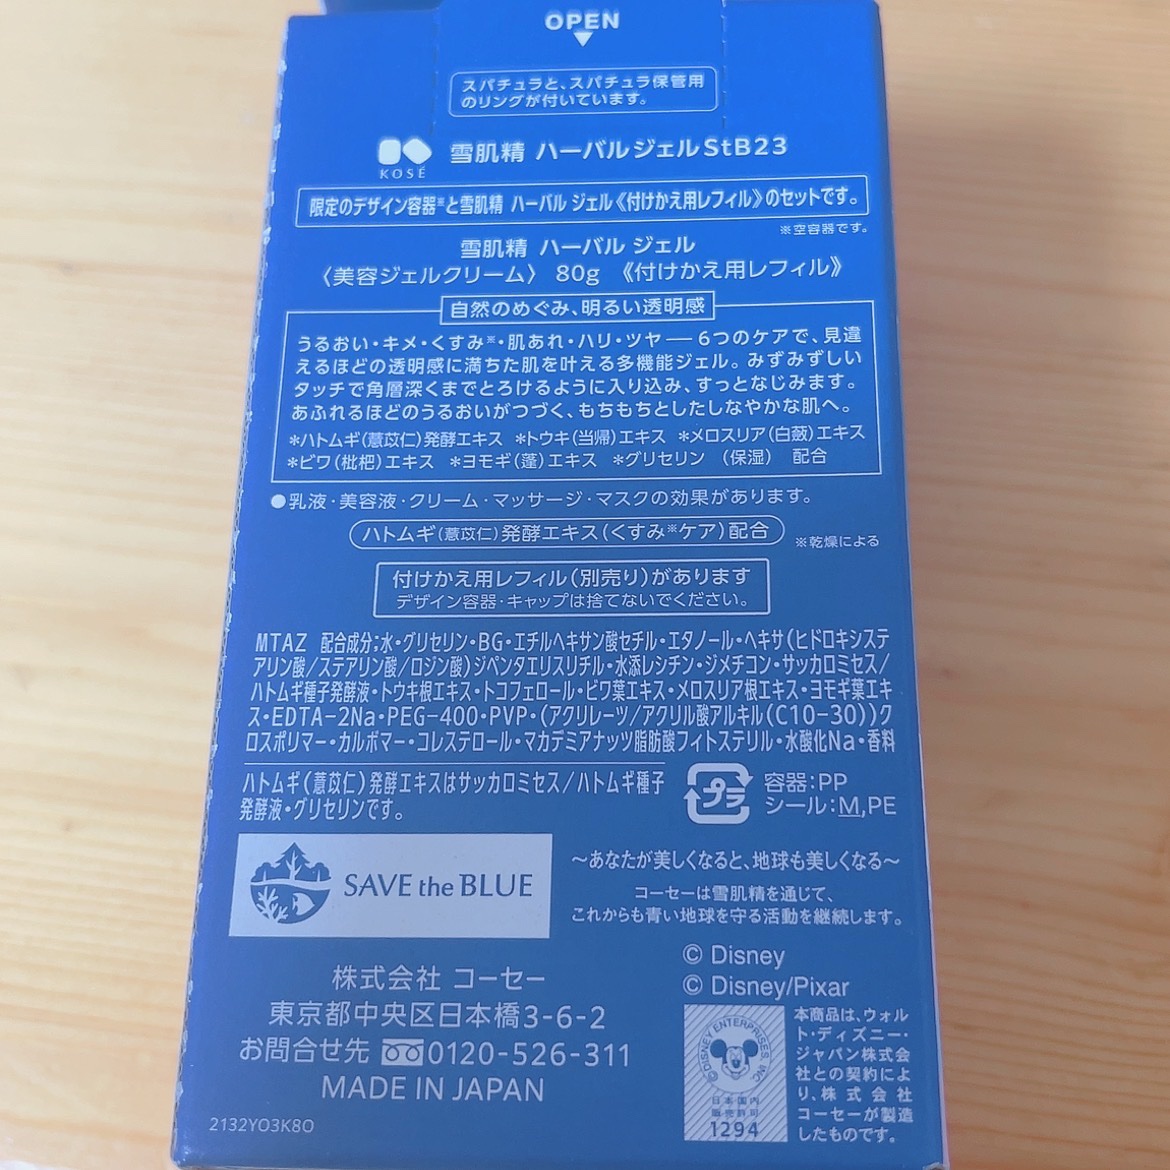 OPEN
スパチュラと、スパチュラ保管用
のリングが付いています。
KOSÉ
雪肌精 ハーバル ジェル StB23
限定のデザイン容器※と雪肌精 ハーバル ジェル《付けかえ用レフィル》のセットです。
※空容器です。
雪肌精 ハーバル ジェル
〈美容ジェルクリーム〉 80g 《付けかえ用レフィル》
自然のめぐみ、明るい透明感
うるおい・キメ・くすみ※・肌あれ・ハリ・ツヤ ― 6つのケアで、見違
えるほどの透明感に満ちた肌を叶える多機能ジェル。みずみずしい
タッチで角層深くまでとろけるように入り込み、すっとなじみます。
あふれるほどのうるおいがつづく、もちもちとしたしなやかな肌へ。
*ハトムギ(薏苡仁)発酵エキス *トウキ(当帰)エキス *メロスリア(白蘞)エキス
*ビワ(枇杷)エキス *ヨモギ(蓬)エキス *グリセリン (保湿) 配合
●乳液・美容液・クリーム・マッサージ・マスクの効果があります。
ハトムギ(薏苡仁)発酵エキス(くすみ※ケア)配合
※乾燥による
付けかえ用レフィル(別売り)があります
デザイン容器・キャップは捨てないでください。
MTAZ 配合成分;水・グリセリン・BG・エチルヘキサン酸セチル・エタノール・ヘキサ(ヒドロキシステ
アリン酸/ステアリン酸/ロジン酸)ジペンタエリスリチル・水添レシチン・ジメチコン・サッカロミセス/
ハトムギ種子発酵液・トウキ根エキス・トコフェロール・ビワ葉エキス・メロスリア根エキス・ヨモギ葉エキ
ス・EDTA-2Na・PEG-400・PVP・(アクリレーツ/アクリル酸アルキル(C10-30))ク
ロスポリマー・カルボマー・コレステロール・マカデミアナッツ脂肪酸フィトステリル・水酸化Na・香料
ハトムギ(薏苡仁)発酵エキスはサッカロミセス/ハトムギ種子
発酵液・グリセリンです。
プラ
容器:PP
シール:M,PE
SAVE the BLUE
～あなたが美しくなると、地球も美しくなる～
コーセーは雪肌精を通じて、
これからも青い地球を守る活動を継続します。
© Disney
© Disney/Pixar
株式会社 コーセー
東京都中央区日本橋3-6-2
お問合せ先 0120-526-311
MADE IN JAPAN
2132YO3K8O
© DISNEY ENTERPRISES, INC.
日本国内
販売許可
1294
本商品は、ウォル
ト・ディズニー・
ジャパン株式会
社との契約によ
り、株式会社
コーセーが製造
したものです。